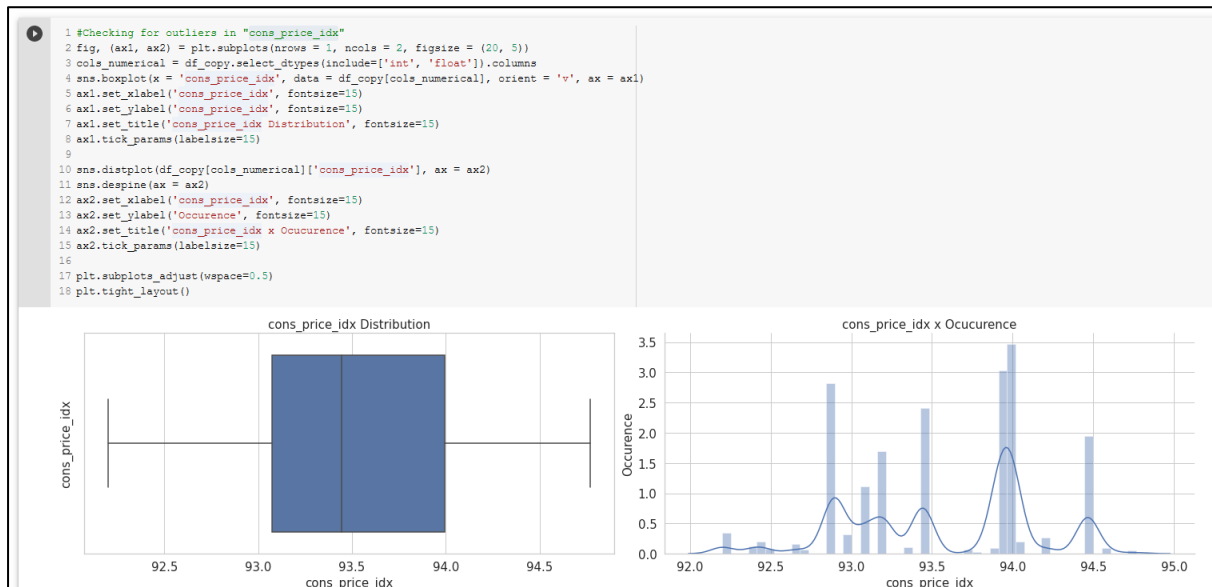 1 #Checking for outliers in "cons_price_idx"
2 fig, (ax1, ax2) = plt.subplots(nrows = 1, ncols = 2, figsize = (20, 5))
3 cols_numerical = df_copy.select_dtypes(include=['int', 'float']).columns
4 sns.boxplot(x = 'cons_price_idx', data = df_copy[cols_numerical], orient = 'v', ax = ax1)
5 ax1.set_xlabel('cons_price_idx', fontsize=15)
6 ax1.set_ylabel('cons_price_idx', fontsize=15)
7 ax1.set_title('cons_price_idx Distribution', fontsize=15)
8 ax1.tick_params(labelsize=15)
9
10 sns.distplot(df_copy[cols_numerical]['cons_price_idx'], ax = ax2)
11 sns.despine(ax = ax2)
12 ax2.set_xlabel('cons_price_idx', fontsize=15)
13 ax2.set_ylabel('Occurence', fontsize=15)
14 ax2.set_title('cons_price_idx x Ocucurence', fontsize=15)
15 ax2.tick_params(labelsize=15)
16
17 plt.subplots_adjust(wspace=0.5)
18 plt.tight_layout()
cons_price_idx Distribution
cons_price_idx
92.5 93.0 93.5 94.0 94.5
cons_price_idx
cons_price_idx x Ocucurence
Occurence
3.5
3.0
2.5
2.0
1.5
1.0
0.5
0.0
92.0 92.5 93.0 93.5 94.0 94.5 95.0
cons_price_idx